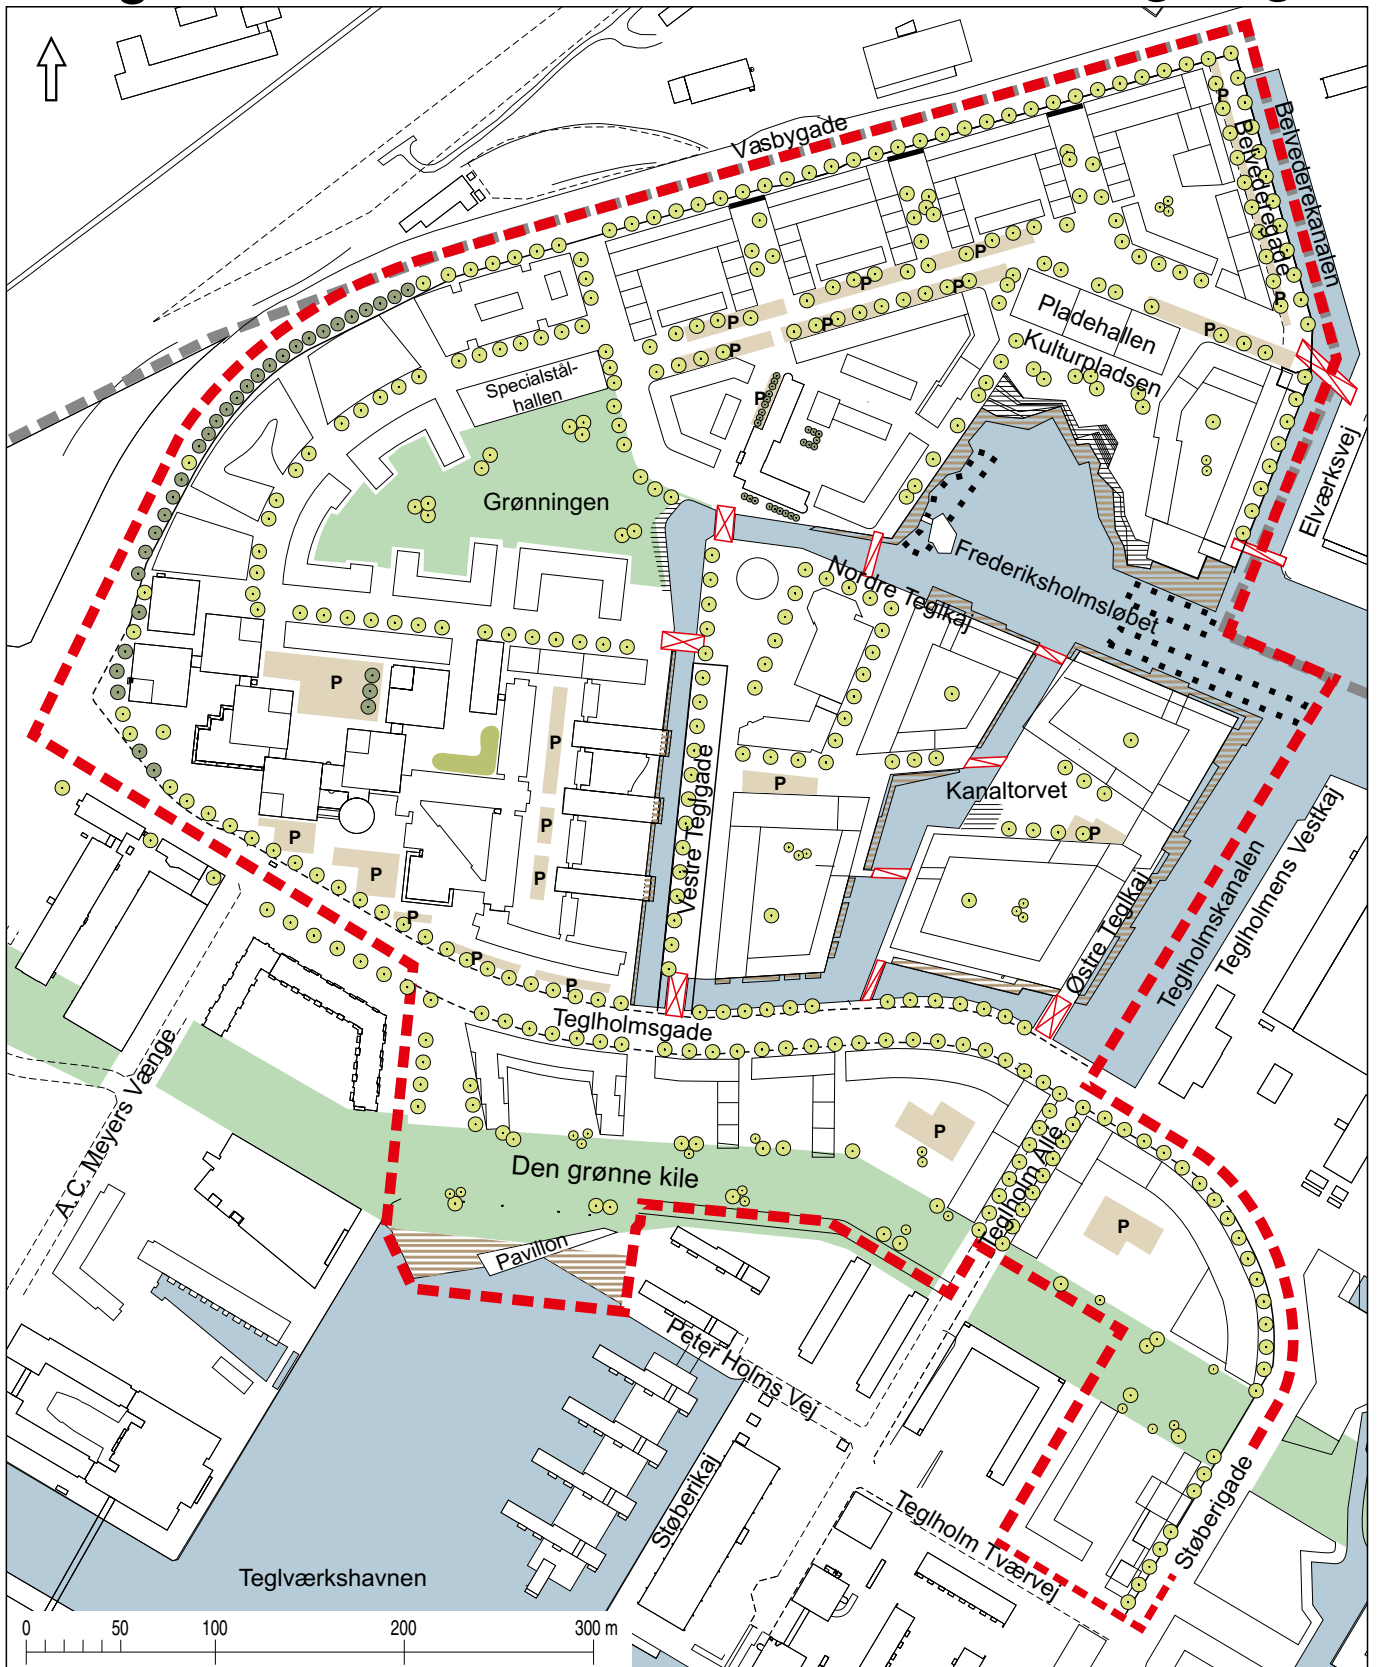 Vasbygade
Belvederekanalen
Belvederegade
P
P
P
P
P
P
P
P
P
P
Pladehallen
Kulturpladsen
Specialstål-
hallen
Elværksvej
Grønningen
Frederiksholmsløbet
Nordre Teglkaj
P
P
P
Kanaltorvet
Vestre Teglgade
P
P
P
P
P
P
P
P
Østre Teglkaj
Teglholmskanalen
Teglholmens Vestkaj
Teglholmsgade
A.C. Meyers Vænge
P
Den grønne kile
Teglholm Alle
P
Pavillon
Peter Holms Vej
Støberikaj
Teglholm Tværvej
Støberigade
Teglværkshavnen
0 50 100 200 300 m